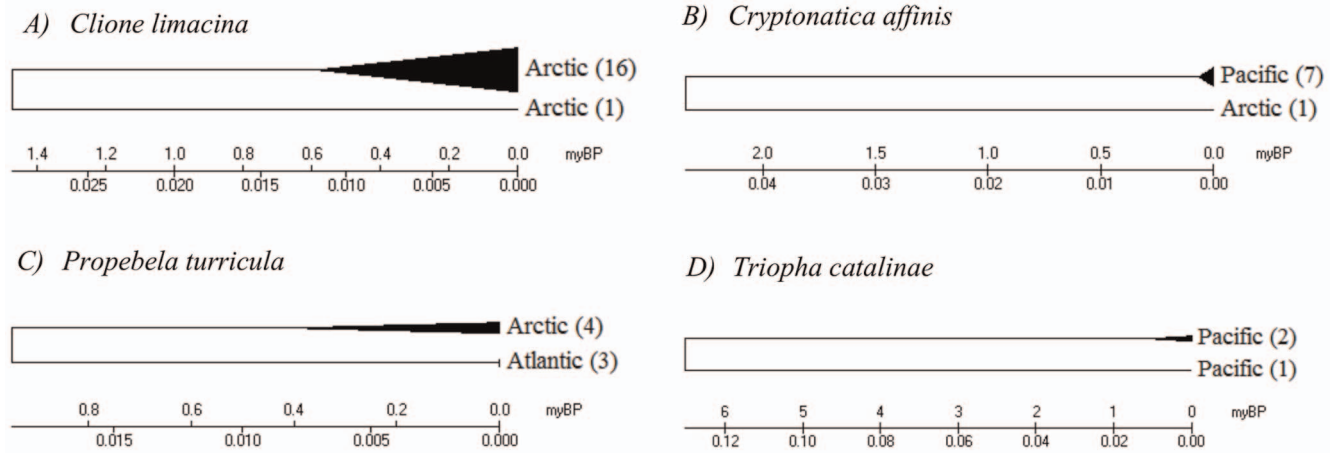 A) Clione limacina
Arctic (16)
Arctic (1)
1.4 1.2 1.0 0.8 0.6 0.4 0.2 0.0 myBP
0.025 0.020 0.015 0.010 0.005 0.000
B) Cryptonatica affinis
Pacific (7)
Arctic (1)
2.0 1.5 1.0 0.5 0.0 myBP
0.04 0.03 0.02 0.01 0.00
C) Propebela turricula
Arctic (4)
Atlantic (3)
0.8 0.6 0.4 0.2 0.0 myBP
0.015 0.010 0.005 0.000
D) Triopha catalinae
Pacific (2)
Pacific (1)
6 5 4 3 2 1 0 myBP
0.12 0.10 0.08 0.06 0.04 0.02 0.00